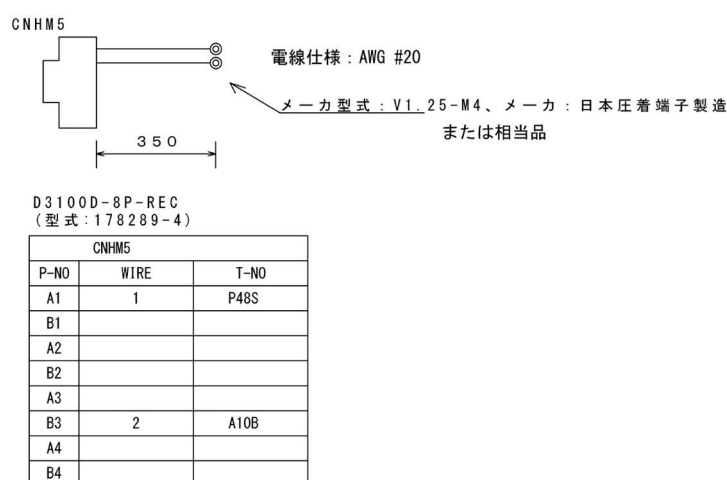 CNHM5
電線仕様：AWG #20
メーカ型式：V1.25-M4、メーカ：日本圧着端子製造
または相当品
350
D3100D-8P-REC
(型式:178289-4)
CNHM5
P-NO WIRE T-NO
A1 1 P48S
B1
A2
B2
A3
B3 2 A10B
A4
B4